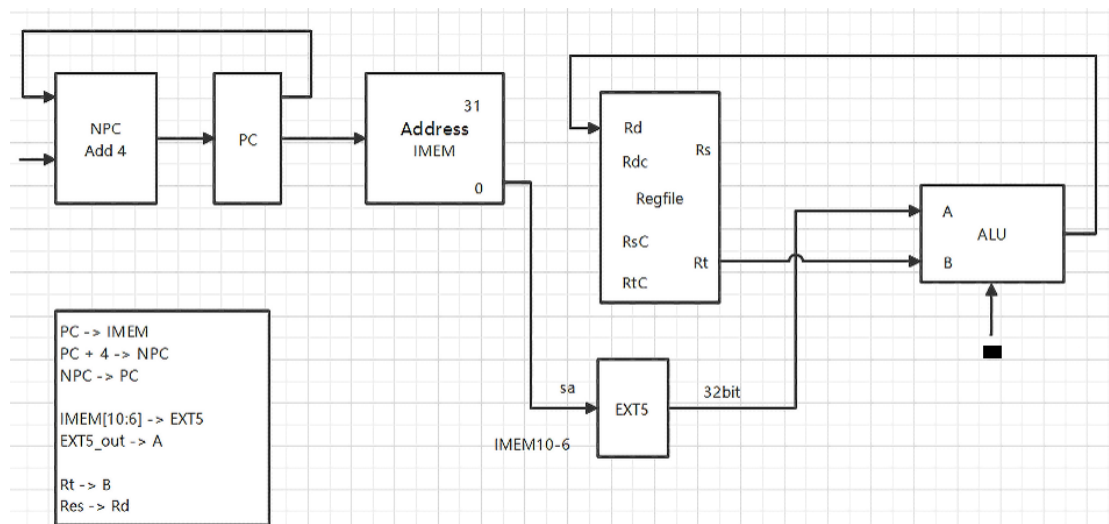 NPC
Add 4
PC
31
Address
IMEM
0
Rd
Rs
Rdc
Regfile
RsC
Rt
RtC
A
ALU
B
sa
EXT5
32bit
IMEM10-6
PC -> IMEM
PC + 4 -> NPC
NPC -> PC
IMEM[10:6] -> EXT5
EXT5_out -> A
Rt -> B
Res -> Rd